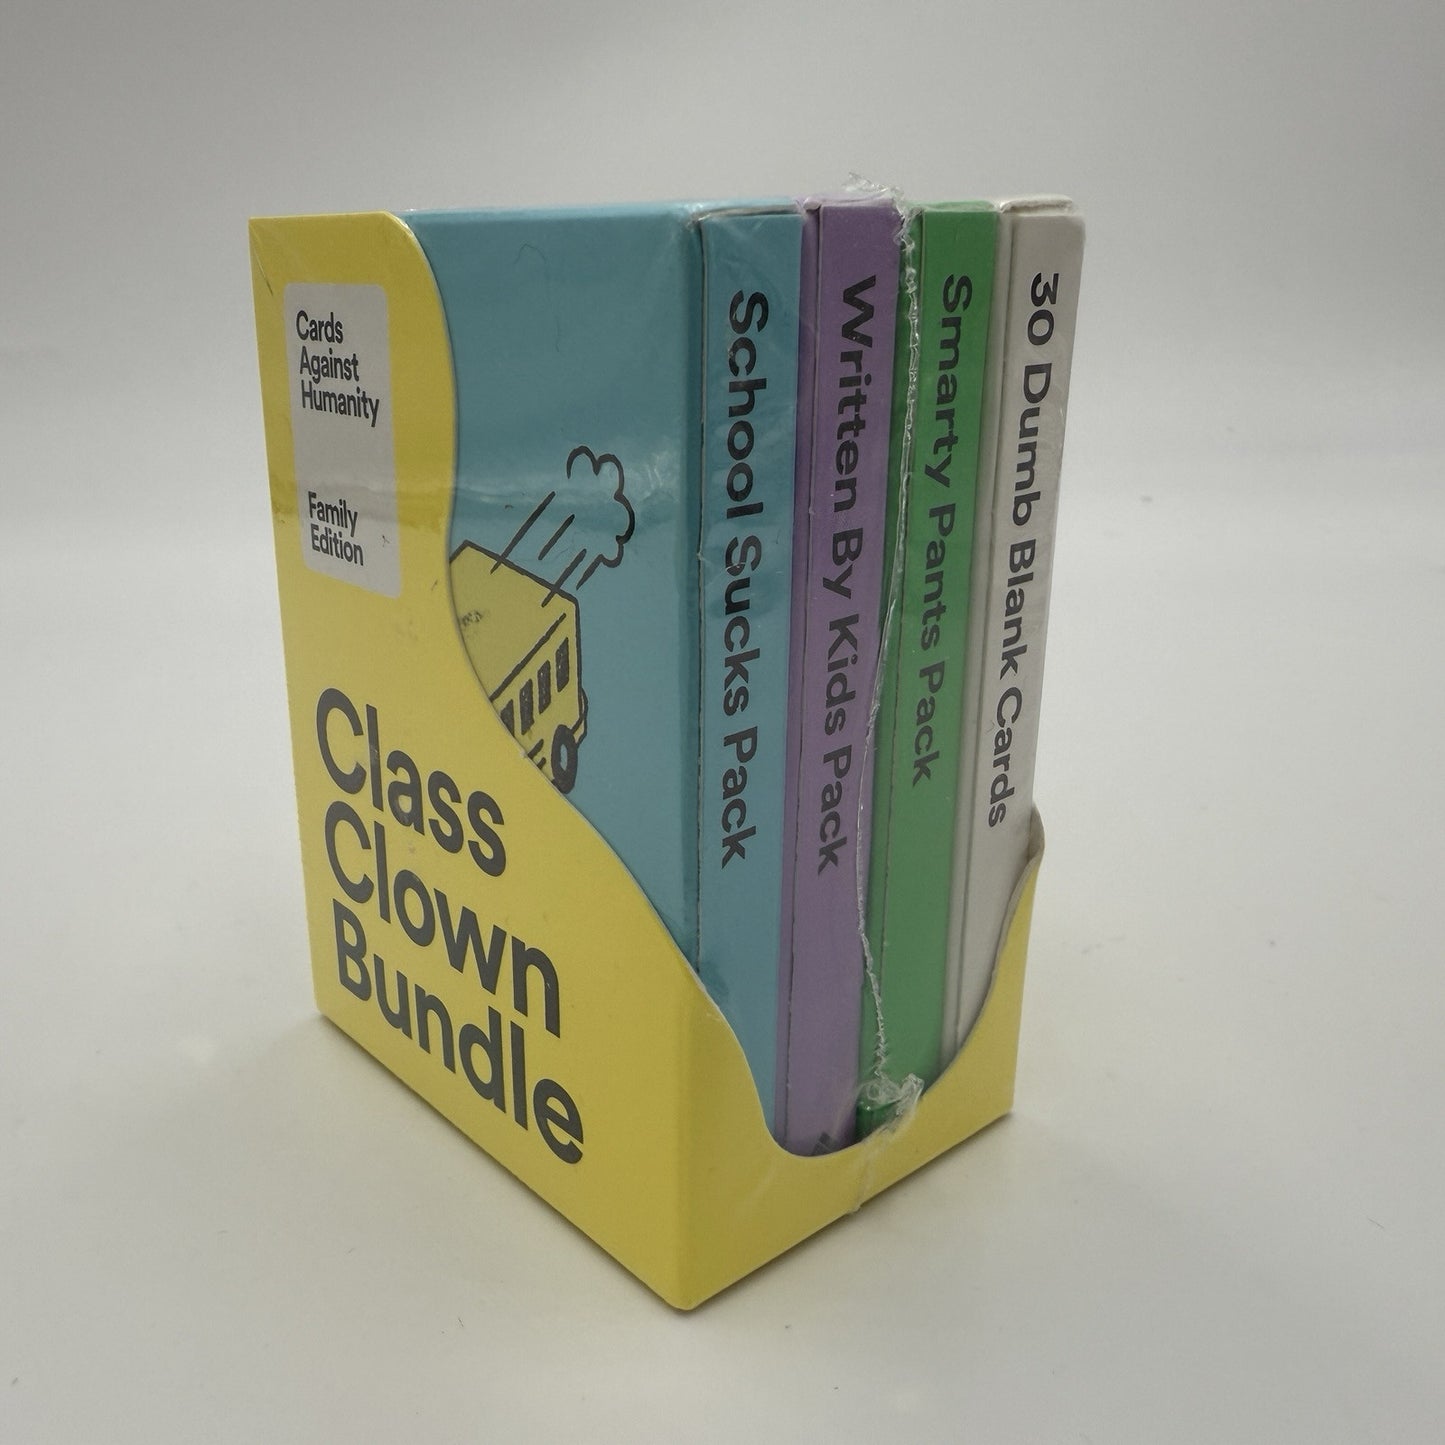 Cards
Against
Humanity
Family
Edition
Class
Clown
Bundle
School Sucks Pack
Written By Kids Pack
Smarty Pants Pack
30 Dumb Blank Cards